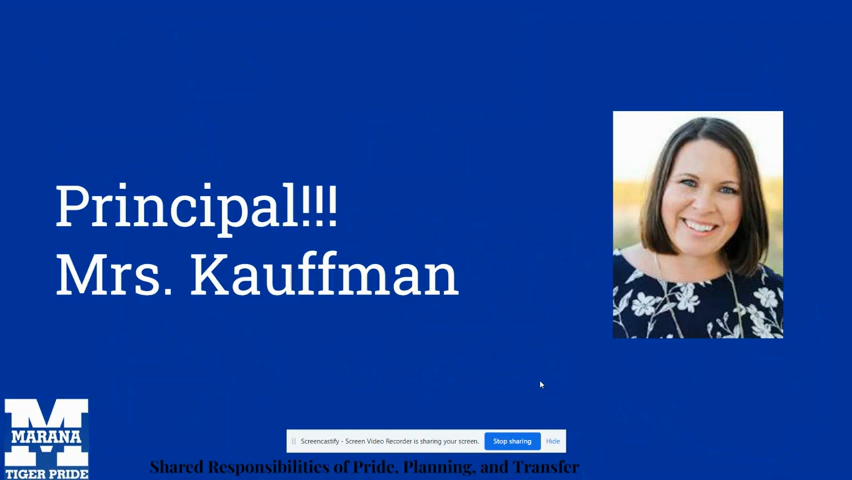 Principal!!!
Mrs. Kauffman
MARANA
TIGER PRIDE
Screencastify - Screen Video Recorder is sharing your screen.
Stop sharing
Hide
Shared Responsibilities of Pride, Planning, and Transfer